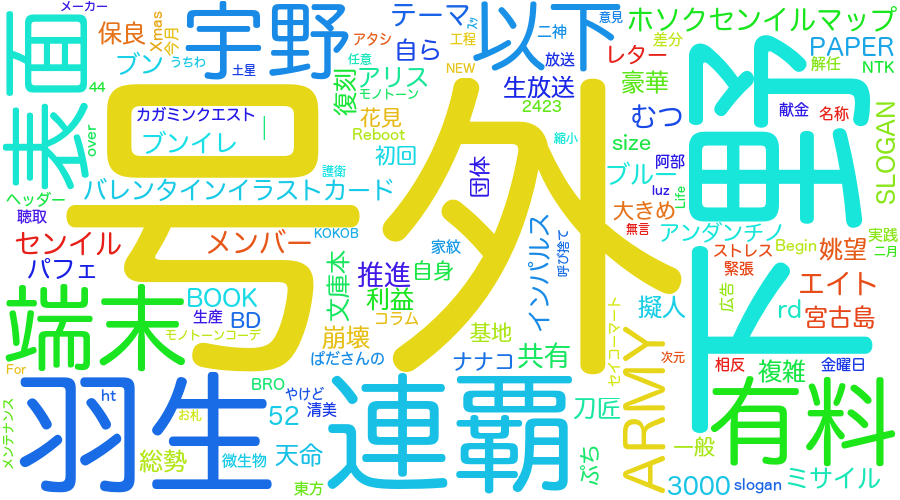 メーカー
保良
Xmas
今月
宇野
テーマ
スッ
以下
二神
意見
ホソクセンイルマップ
表面
ブン
うちわ
アタシ
自ら
工程
放送
レター
差分
PAPER
土星
復刻
アリス
任意
モノトーン
NEW
生放送
豪華
解任
NTK
44
カガミンクエスト
花見
2423
むつ
献金
名称
over
ブンイレ
Reboot
号外
縮小
size
SLOGAN
初回
護衛
団体
ブルー
阿部
ヘッダー
バレンタインイラストカード
luz
Life
聴取
KOKOB
大きめ
アンダンチノ
実践
センイル
メンバー
家紋
インパルス
呼び捨て
無言
ストレス
Begin
姚望
二月
パフェ
文庫本
推進
自身
緊張
端末
BOOK
利益
擬人
広告
rd
エイト
生産
BD
コラム
セイコーマート
宮古島
モノトーンコーデ
崩壊
基地
ARMY
For
ぱださんの
ナナコ
共有
次元
相反
複雑
金曜日
羽生
BRO
連覇
有料
ht
やけど
メンテナンス
お札
52
清美
刀匠
総勢
微生物
天命
ぷち
一般
東方
3000
slogan
ミサイル